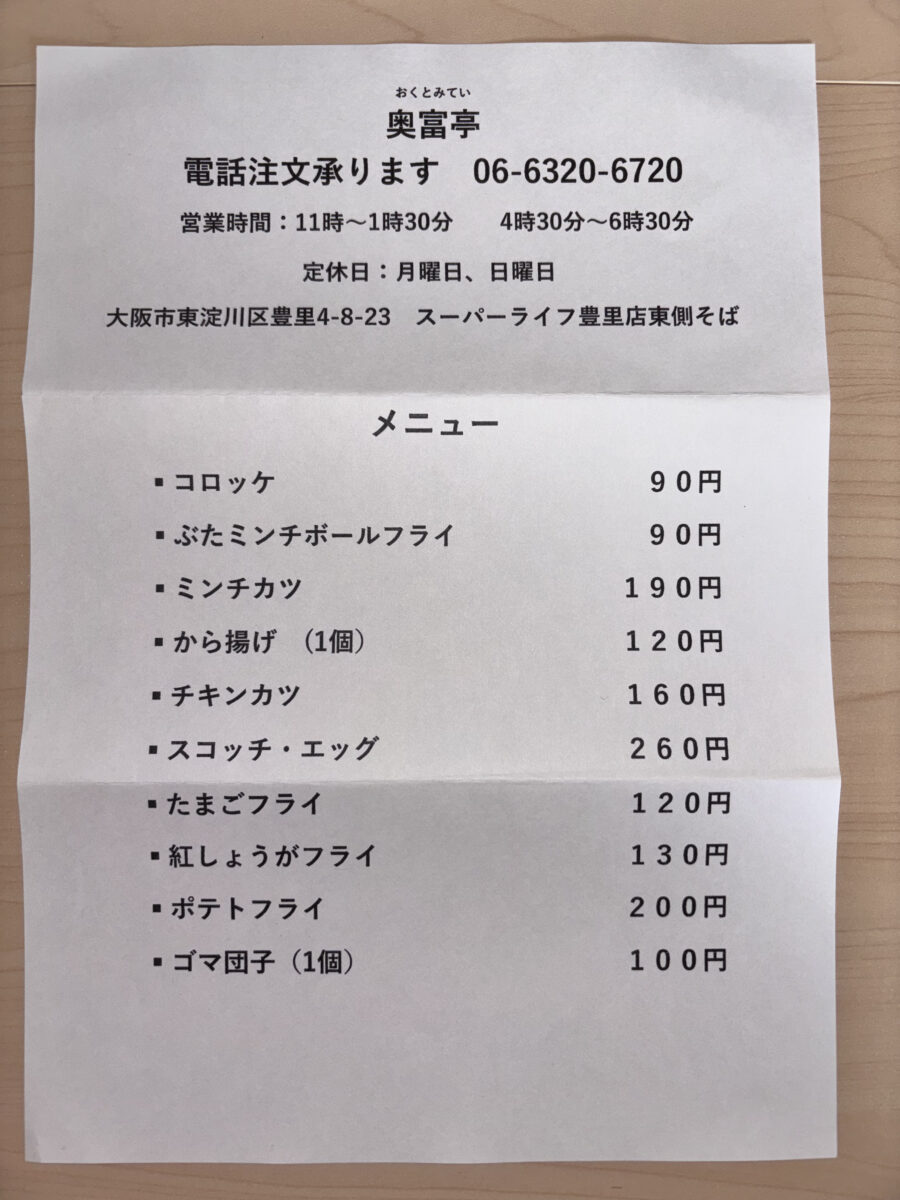 おくとみてい
奥富亭
電話注文承ります　06-6320-6720
営業時間：11時～1時30分　　4時30分～6時30分
定休日：月曜日、日曜日
大阪市東淀川区豊里4-8-23　スーパーライフ豊里店東側そば
メニュー
▪コロッケ　９０円
▪ぶたミンチボールフライ　９０円
▪ミンチカツ　１９０円
▪から揚げ　（1個）　１２０円
▪チキンカツ　１６０円
▪スコッチ・エッグ　２６０円
▪たまごフライ　１２０円
▪紅しょうがフライ　１３０円
▪ポテトフライ　２００円
▪ゴマ団子（1個）　１００円